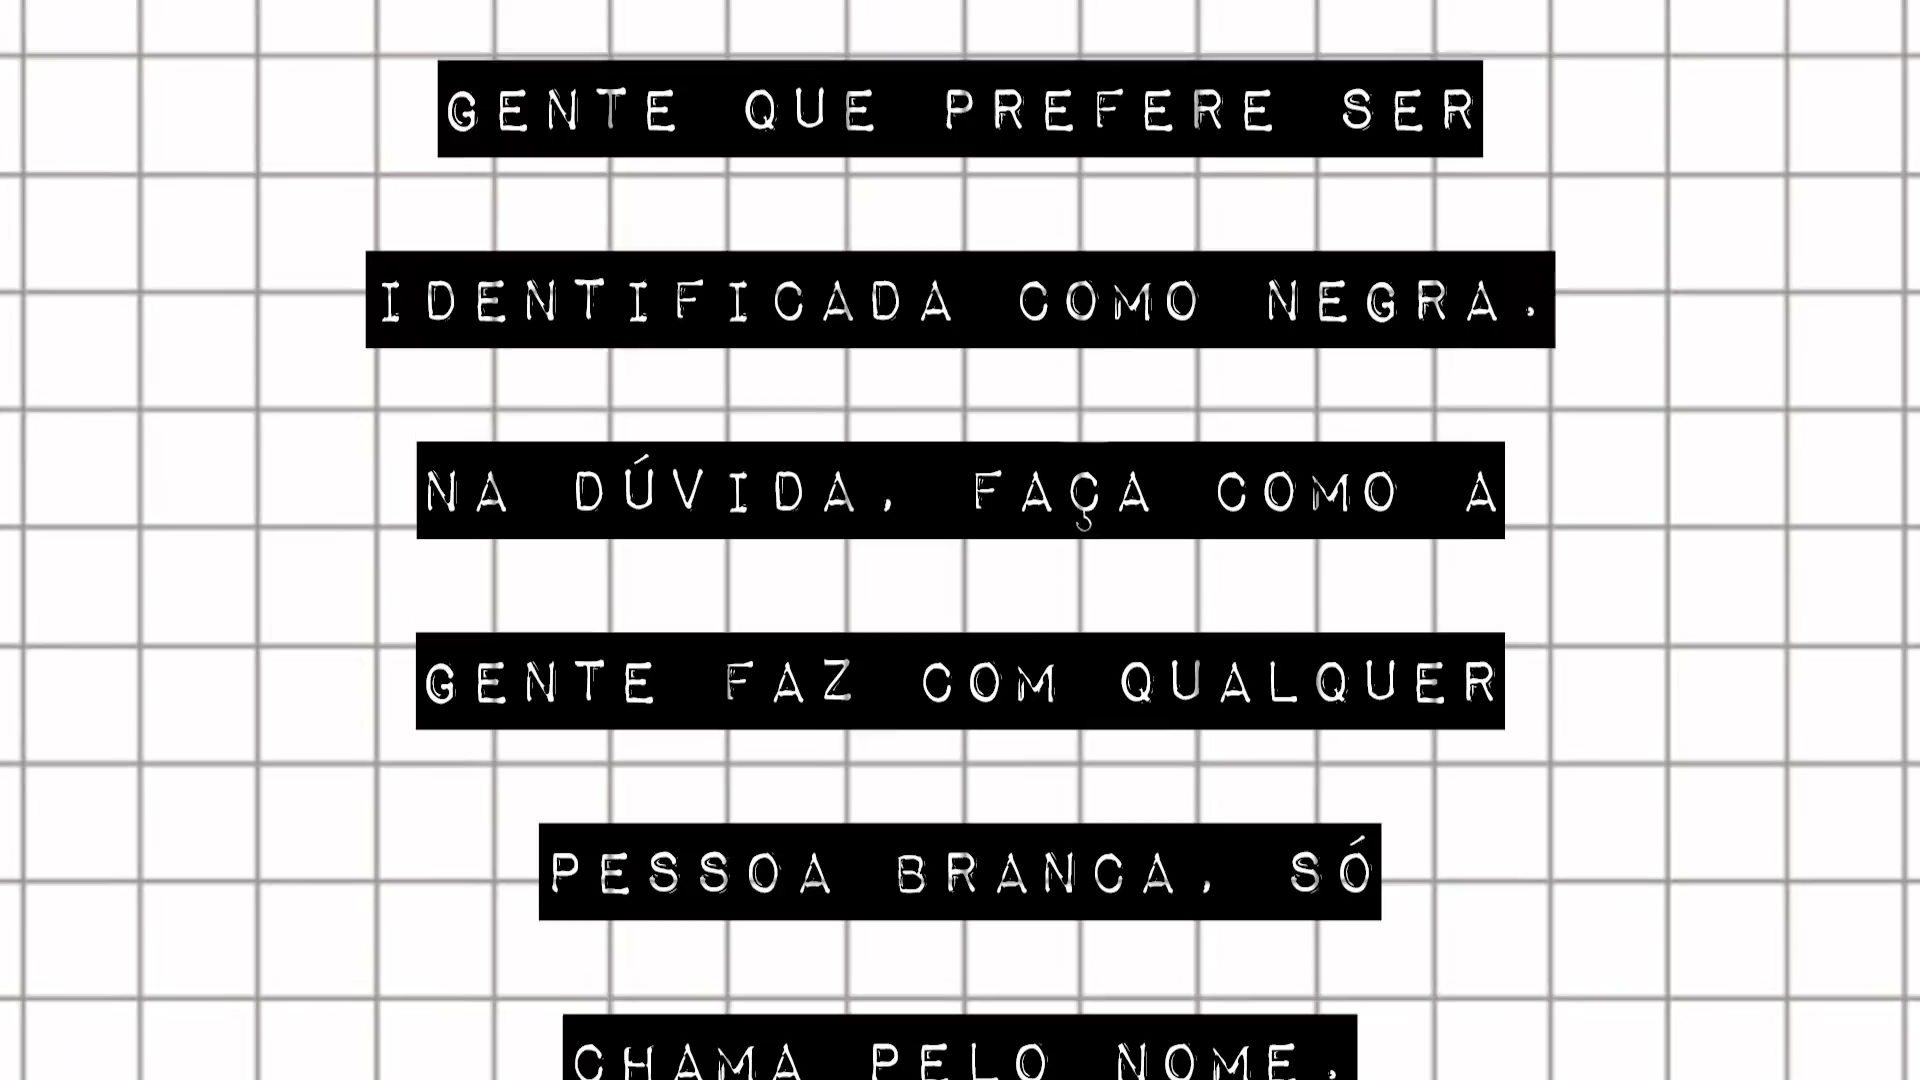 GENTE QUE PREFERE SER
IDENTIFICADA COMO NEGRA.
NA DÚVIDA, FAÇA COMO A
GENTE FAZ COM QUALQUER
PESSOA BRANCA, SÓ
CHAMA PELO NOME.